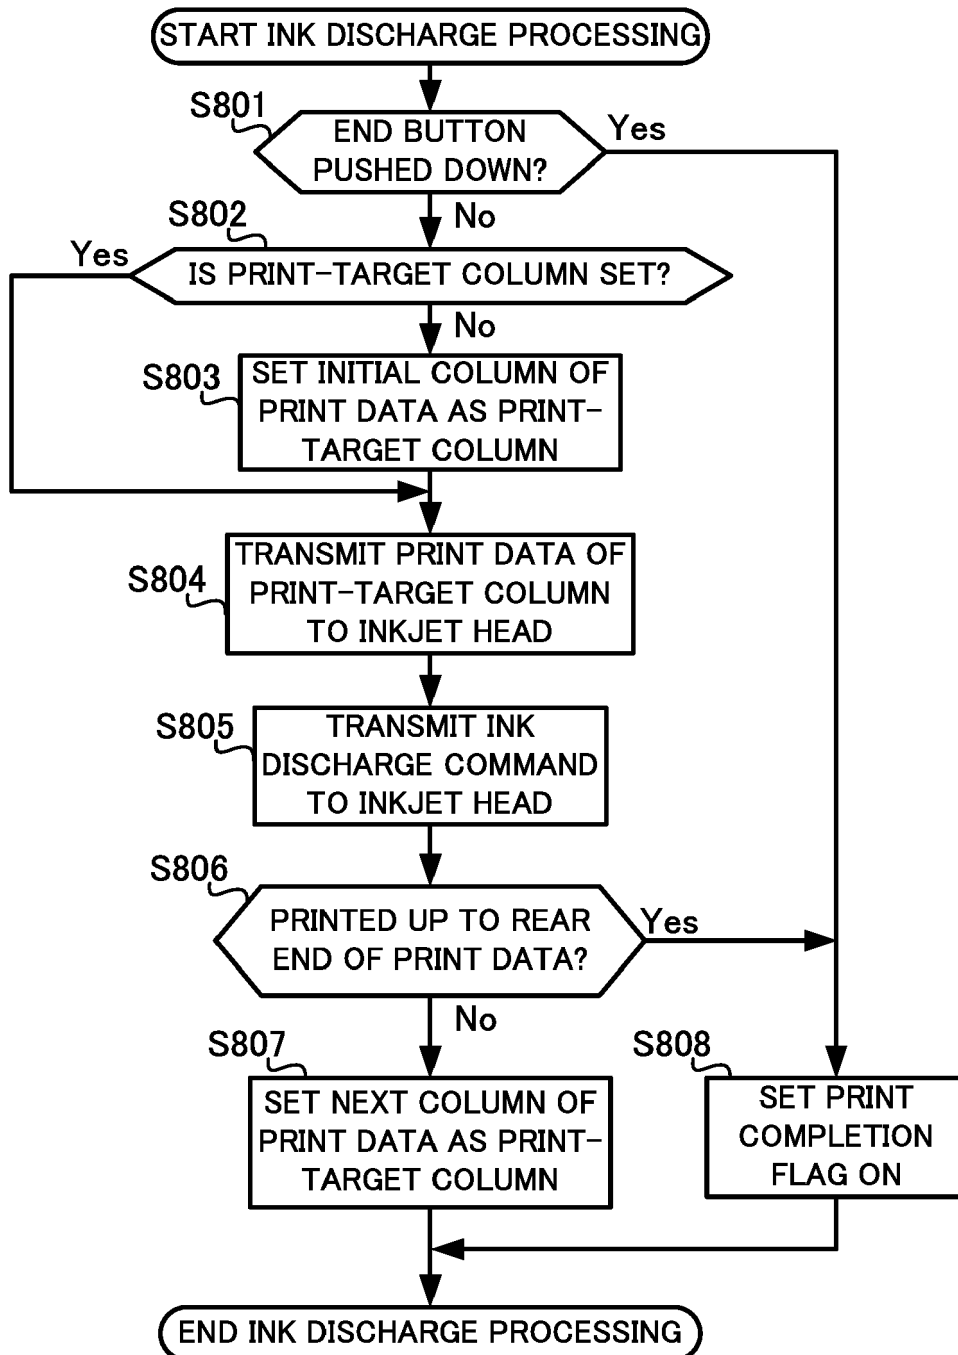 START INK DISCHARGE PROCESSING
S801
END BUTTON
PUSHED DOWN?
Yes
No
S802
Yes
IS PRINT-TARGET COLUMN SET?
No
S803
SET INITIAL COLUMN OF
PRINT DATA AS PRINT-
TARGET COLUMN
S804
TRANSMIT PRINT DATA OF
PRINT-TARGET COLUMN
TO INKJET HEAD
S805
TRANSMIT INK
DISCHARGE COMMAND
TO INKJET HEAD
S806
PRINTED UP TO REAR
END OF PRINT DATA?
Yes
No
S807
SET NEXT COLUMN OF
PRINT DATA AS PRINT-
TARGET COLUMN
S808
SET PRINT
COMPLETION
FLAG ON
END INK DISCHARGE PROCESSING